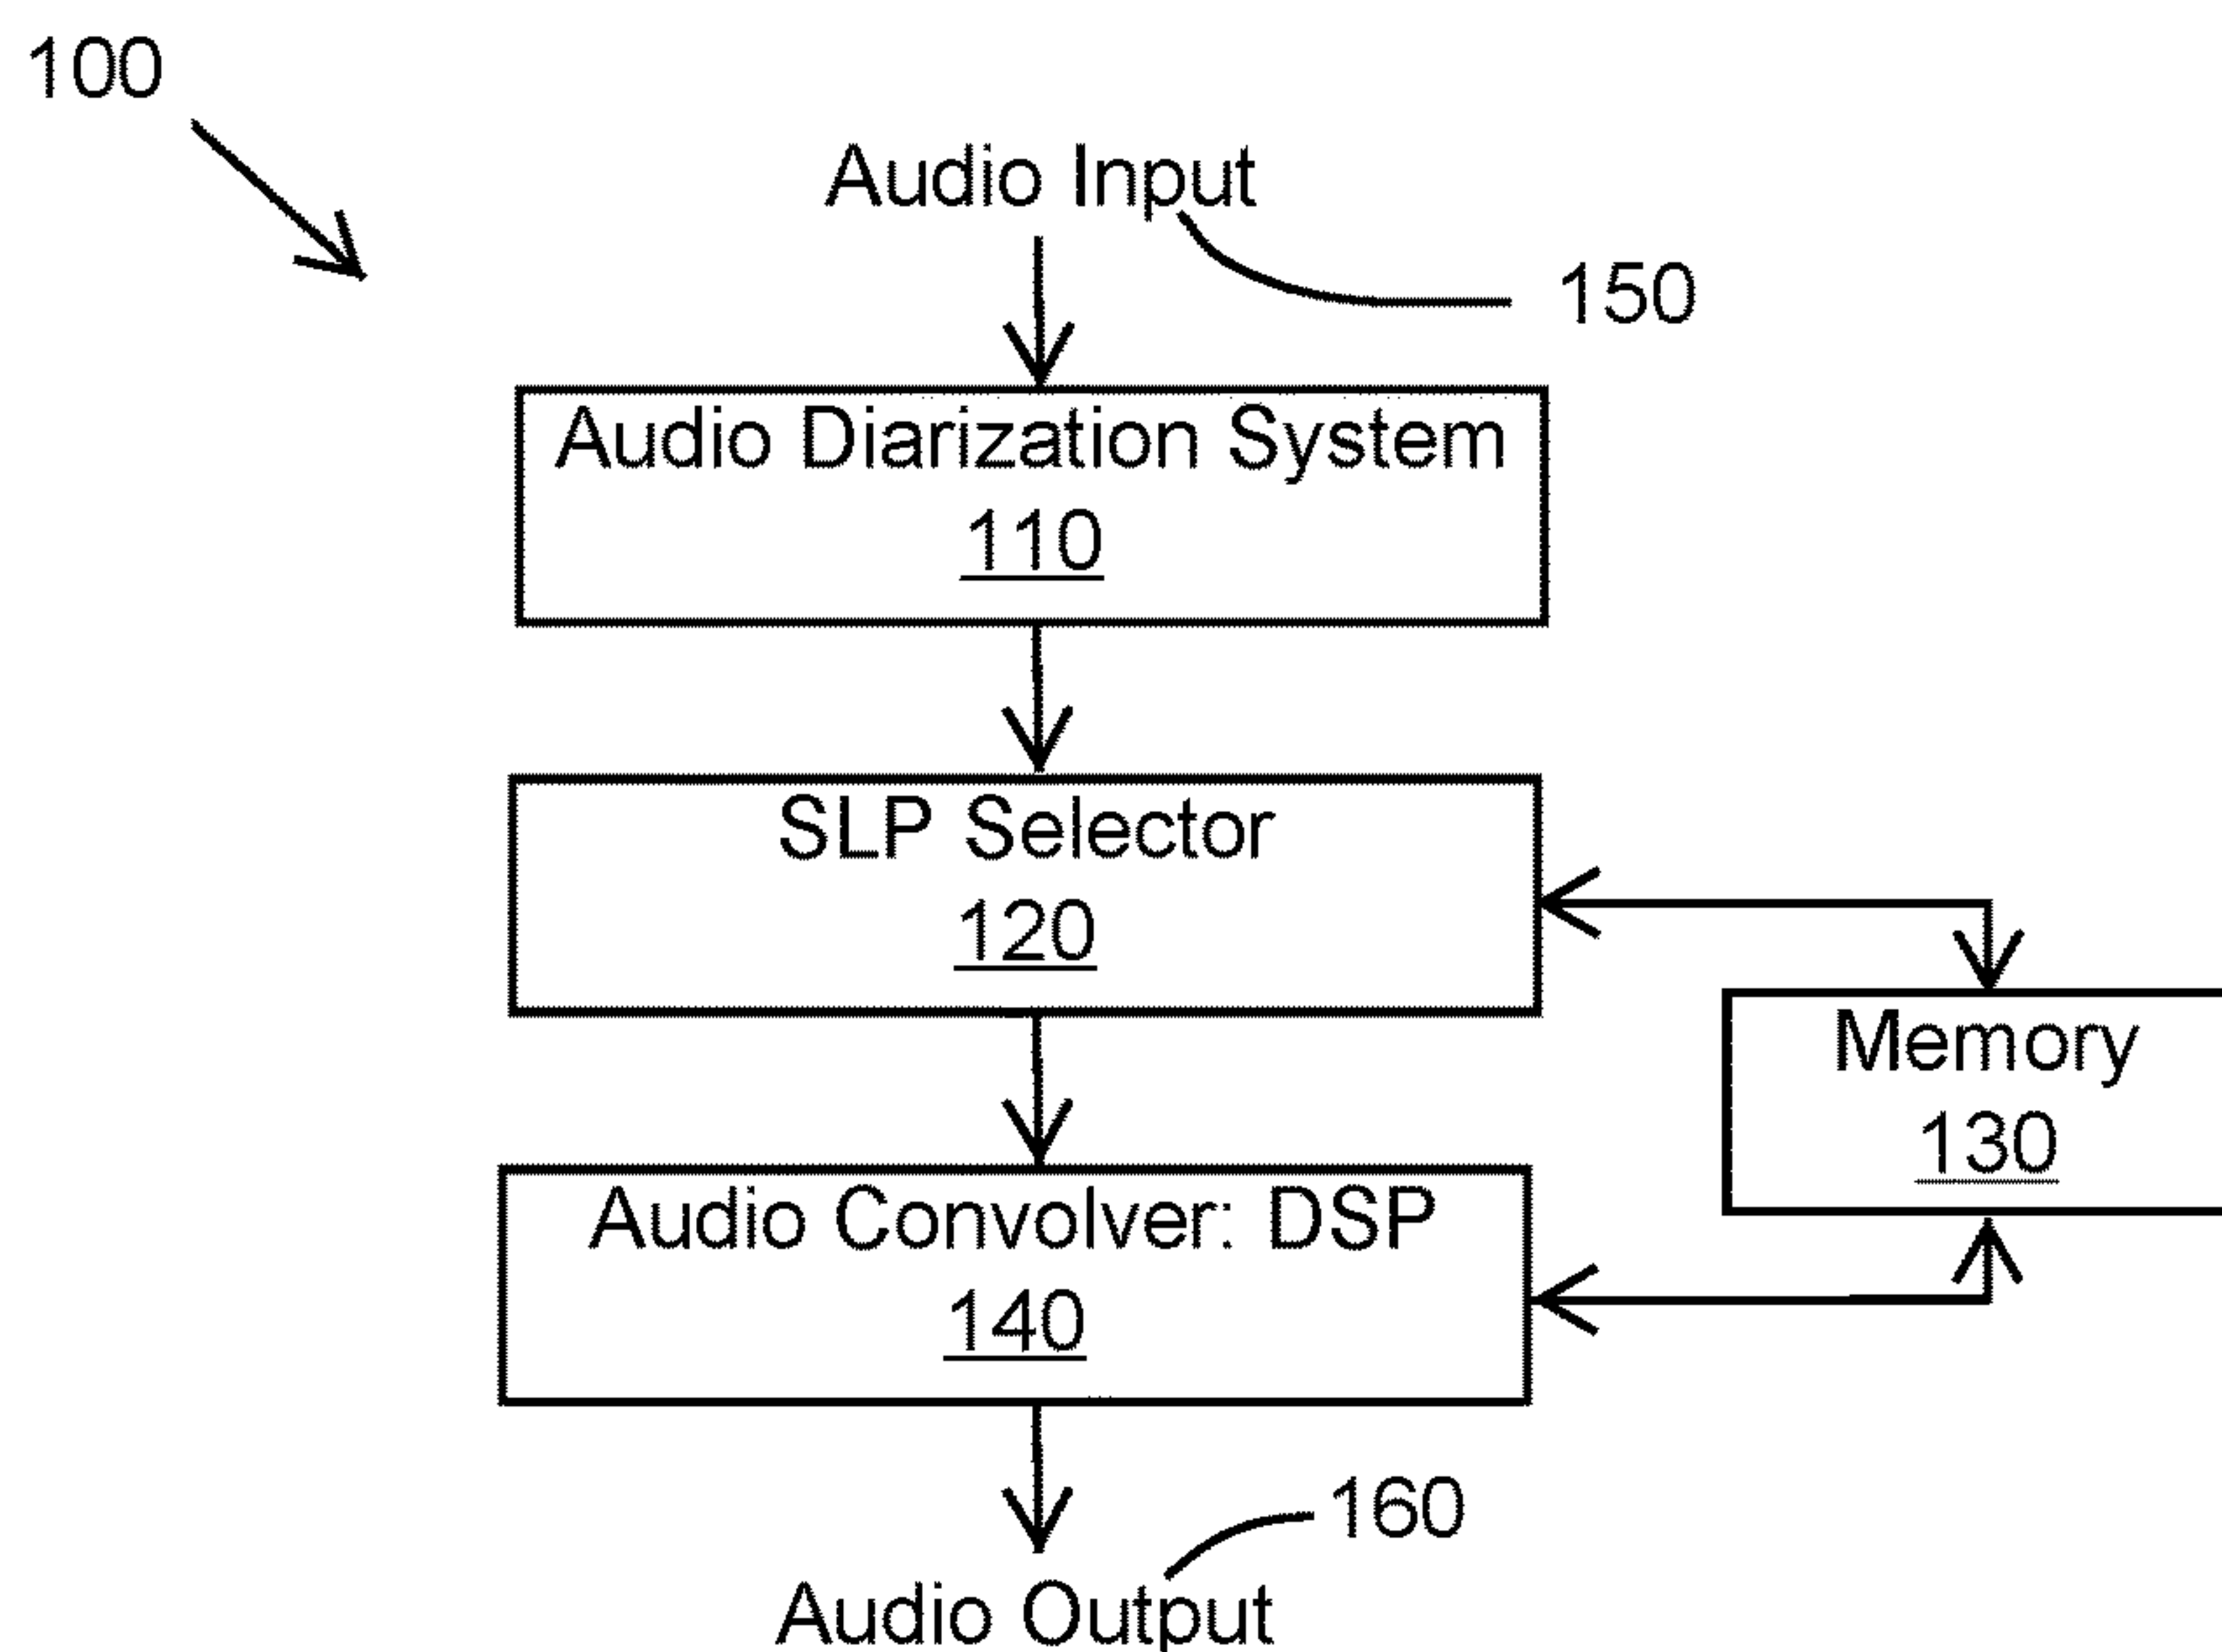 100
Audio Input
150
Audio Diarization System
110
SLP Selector
120
Memory
130
Audio Convolver: DSP
140
160
Audio Output